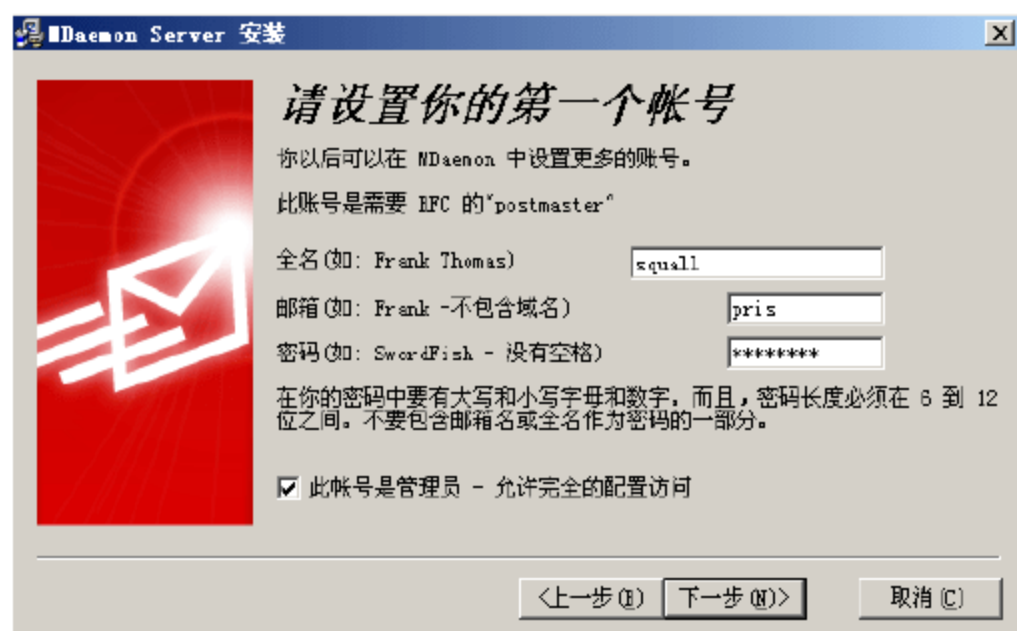 MDaemon Server 安装
请设置你的第一个帐号
你以后可以在 MDaemon 中设置更多的账号。
此账号是需要 RFC 的"postmaster"
全名(如: Frank Thomas)
squall
邮箱(如: Frank -不包含域名)
pris
密码(如: SwordFish - 没有空格)
********
在你的密码中要有大写和小写字母和数字。而且，密码长度必须在 6 到 12
位之间。不要包含邮箱名或全名作为密码的一部分。
此帐号是管理员 - 允许完全的配置访问
<上一步(B) 下一步(N)> 取消(C)